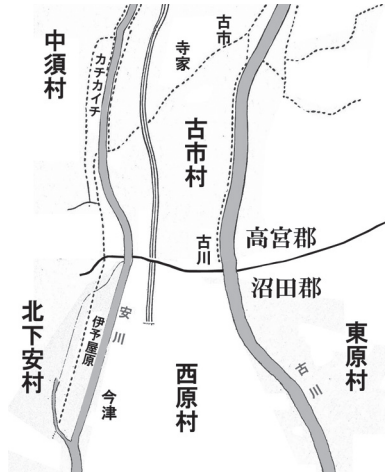 中須村
カチカイチ
寺家
古市
古市村
古川
高宮郡
沼田郡
安川
伊予屋原
北下安村
今津
西原村
古川
東原村